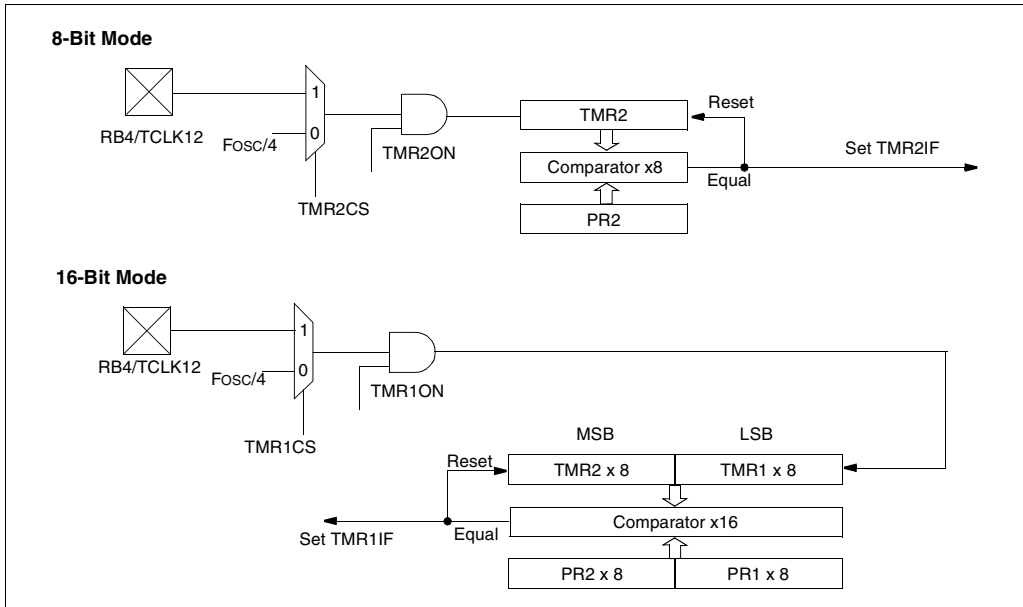 8-Bit Mode
RB4/TCLK12
FOSC/4
1
0
TMR2CS
TMR2ON
TMR2
Comparator x8
PR2
Reset
Equal
Set TMR2IF
16-Bit Mode
RB4/TCLK12
FOSC/4
1
0
TMR1CS
TMR1ON
MSB
LSB
Reset
TMR2 x 8
TMR1 x 8
Set TMR1IF
Equal
Comparator x16
PR2 x 8
PR1 x 8